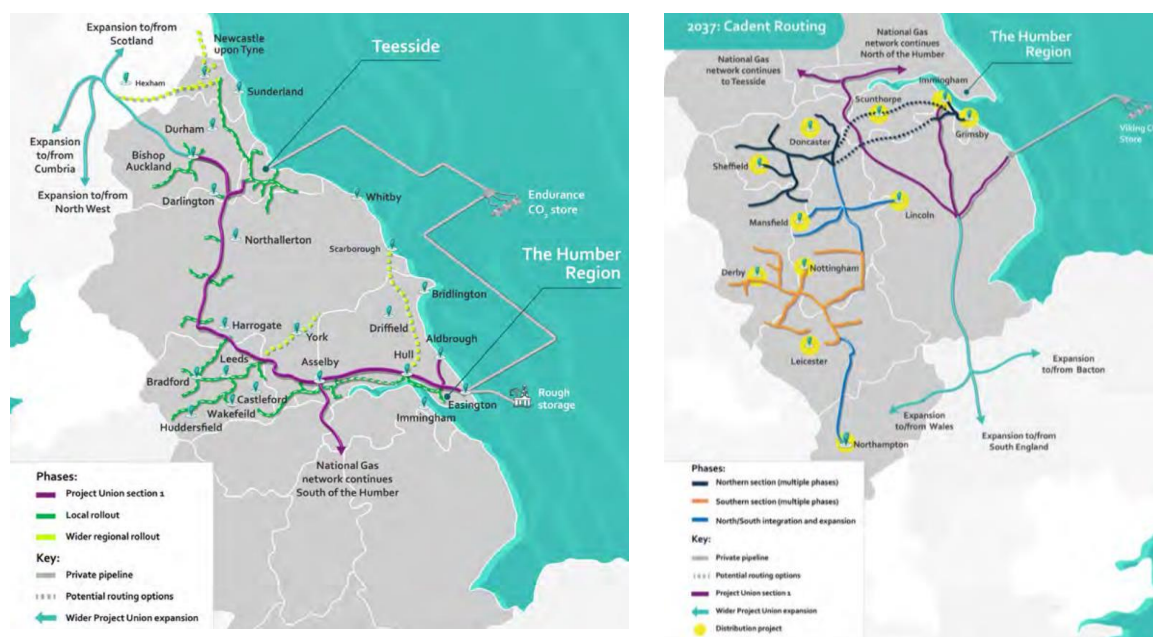 Expansion to/from
Scotland
Newcastle
upon Tyne
Teesside
Hexham
Sunderland
Durham
Expansion
to/from
Cumbria
Bishop
Auckland
Expansion to/from
North West
Darlington
Whitby
Endurance
CO₂ store
Northallerton
Scarborough
The Humber
Region
Bridlington
Harrogate
Driffield
York
Aldbrough
Leeds
Asselby
Hull
Bradford
Castleford
Wakefeild
Huddersfield
Easington
Rough
storage
Immingham
National Gas
network continues
South of the Humber
Phases:
Project Union section 1
Local rollout
Wider regional rollout
Key:
Private pipeline
Potential routing options
Wider Project Union expansion
2037: Cadent Routing
National Gas
network continues
North of the Humber
The Humber
Region
National Gas
network continues
to Teesside
Immingham
Scunthorpe
Grimsby
Viking C
Store
Doncaster
Sheffield
Mansfield
Lincoln
Derby
Nottingham
Leicester
Expansion
to/from Bacton
Expansion
to/from Wales
Expansion to/from
South England
Northampton
Phases:
Northern section (multiple phases)
Southern section (multiple phases)
North/South integration and expansion
Key:
Private pipeline
Potential routing options
Project Union section 1
Wider Project Union expansion
Distribution project